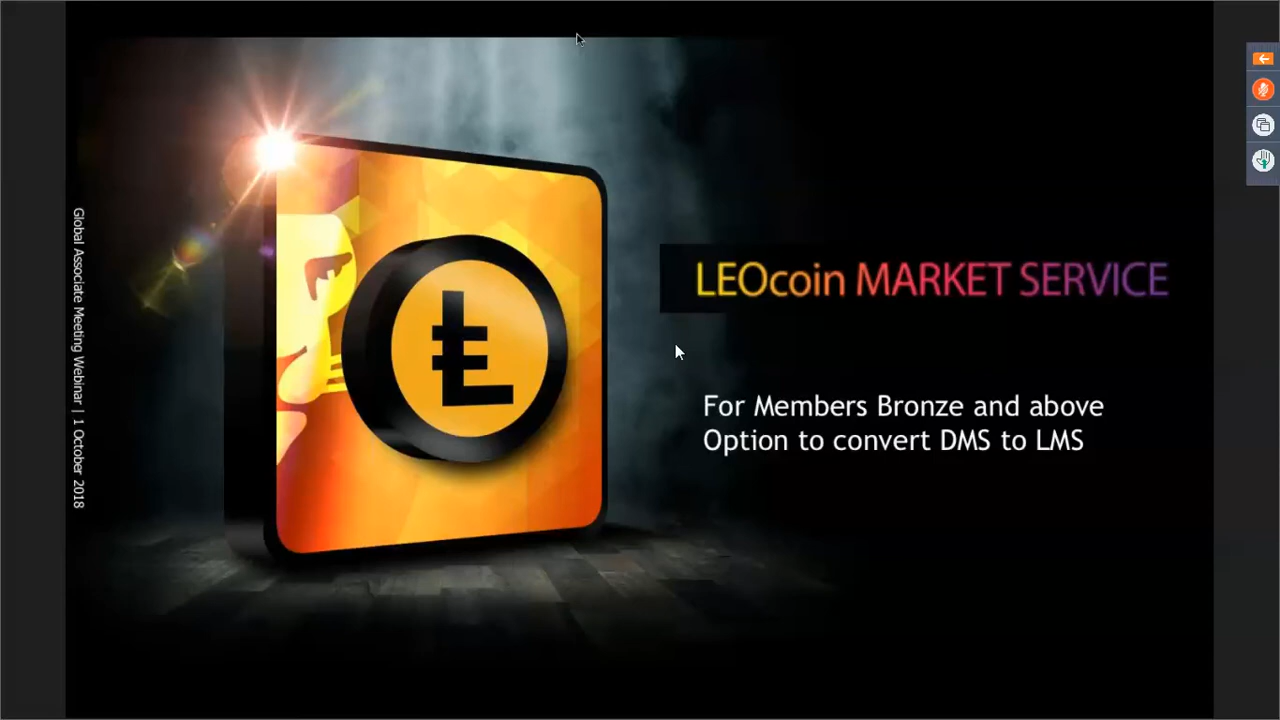 LEOcoin MARKET SERVICE
For Members Bronze and above
Option to convert DMS to LMS
Global Associate Meeting Webinar | 1 October 2018